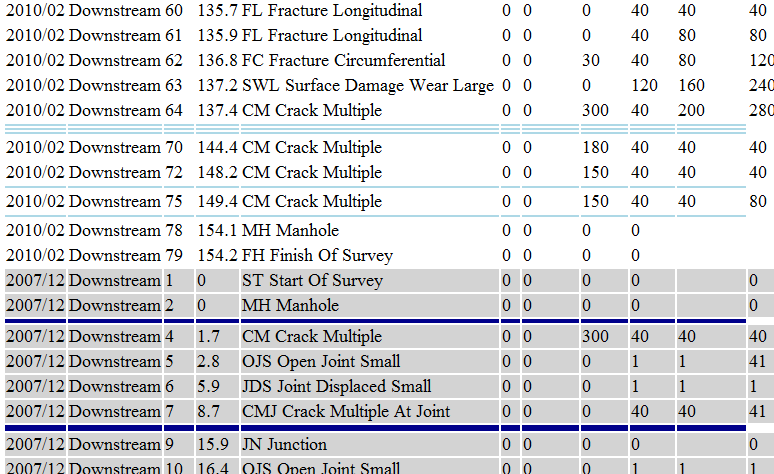 2010/02 Downstream 60 135.7 FL Fracture Longitudinal 0 0 0 40 40 40
2010/02 Downstream 61 135.9 FL Fracture Longitudinal 0 0 0 40 80 80
2010/02 Downstream 62 136.8 FC Fracture Circumferential 0 0 30 40 80 120
2010/02 Downstream 63 137.2 SWL Surface Damage Wear Large 0 0 0 120 160 240
2010/02 Downstream 64 137.4 CM Crack Multiple 0 0 300 40 200 280
2010/02 Downstream 70 144.4 CM Crack Multiple 0 0 180 40 40 40
2010/02 Downstream 72 148.2 CM Crack Multiple 0 0 150 40 40 40
2010/02 Downstream 75 149.4 CM Crack Multiple 0 0 150 40 40 80
2010/02 Downstream 78 154.1 MH Manhole 0 0 0 0
2010/02 Downstream 79 154.2 FH Finish Of Survey 0 0 0 0
2007/12 Downstream 1 0 ST Start Of Survey 0 0 0 0 0
2007/12 Downstream 2 0 MH Manhole 0 0 0 0 0
2007/12 Downstream 4 1.7 CM Crack Multiple 0 0 300 40 40 40
2007/12 Downstream 5 2.8 OJS Open Joint Small 0 0 0 1 1 41
2007/12 Downstream 6 5.9 JDS Joint Displaced Small 0 0 0 1 1 1
2007/12 Downstream 7 8.7 CMJ Crack Multiple At Joint 0 0 0 40 40 41
2007/12 Downstream 9 15.9 JN Junction 0 0 0 0 0
2007/12 Downstream 10 16.4 OJS Open Joint Small 0 0 0 1 1 1